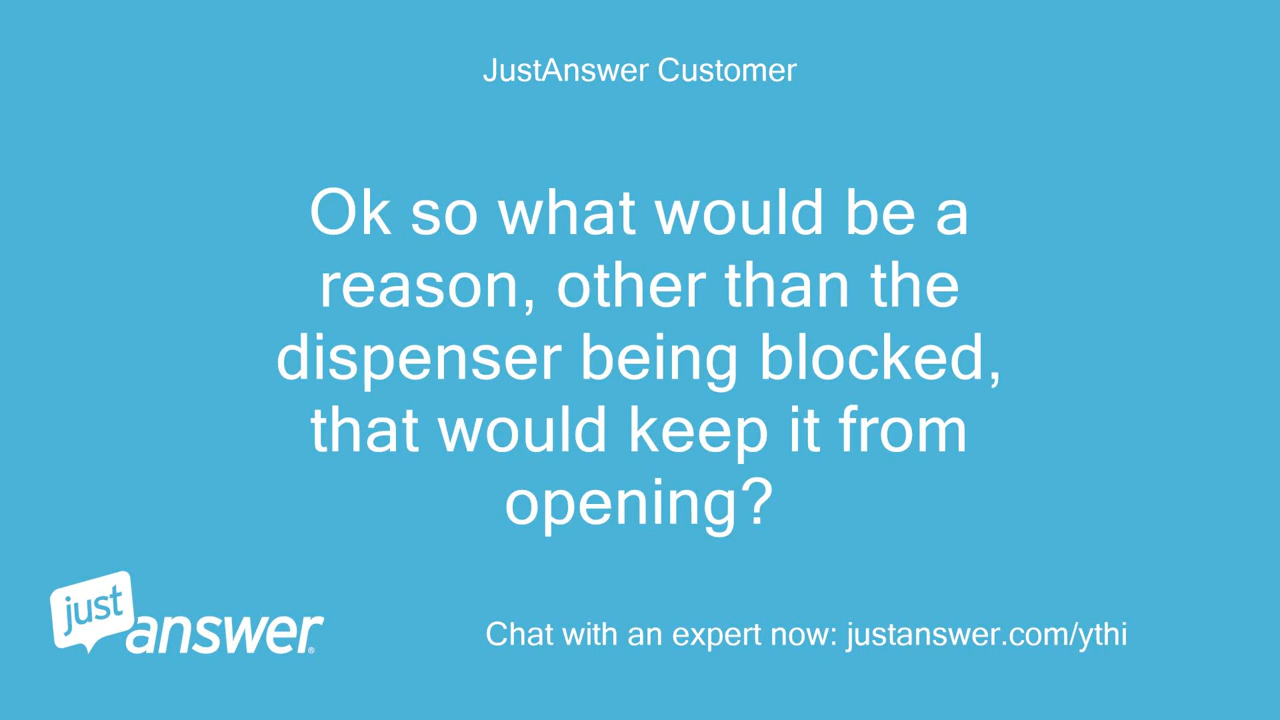 JustAnswer Customer
Ok so what would be a
reason, other than the
dispenser being blocked,
that would keep it from
opening?
just
answer®
Chat with an expert now: justanswer.com/ythi